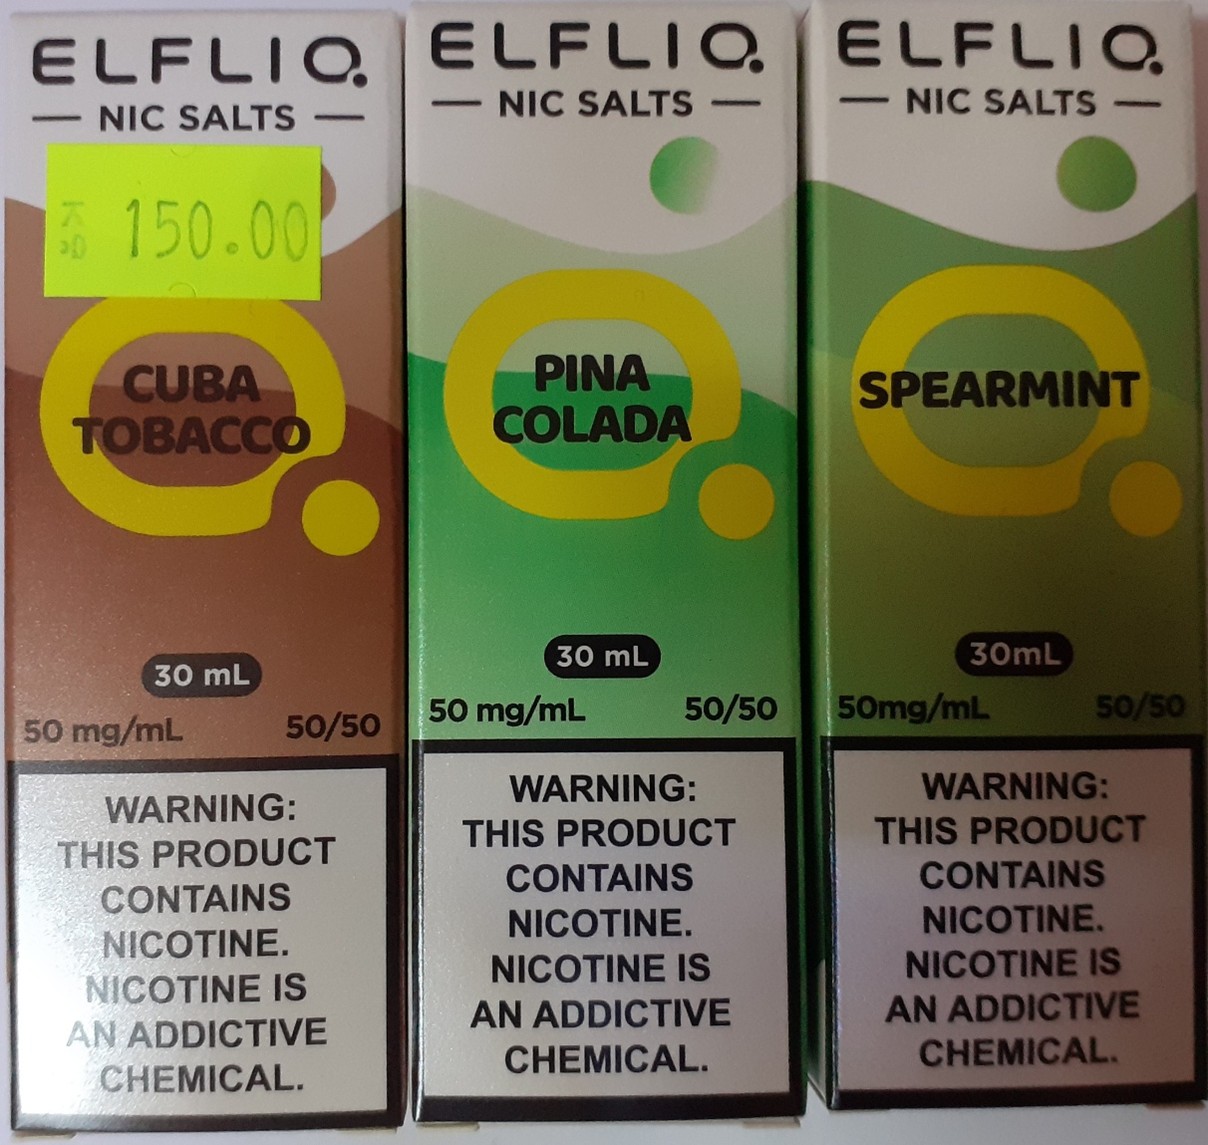 ELFLIQ
NIC SALTS
150.00
CUBA
TOBACCO
30 mL
50 mg/mL 50/50
WARNING:
THIS PRODUCT
CONTAINS
NICOTINE.
NICOTINE IS
AN ADDICTIVE
CHEMICAL.
ELFLIQ
NIC SALTS
PINA
COLADA
30 mL
50 mg/mL 50/50
WARNING:
THIS PRODUCT
CONTAINS
NICOTINE.
NICOTINE IS
AN ADDICTIVE
CHEMICAL.
ELFLIQ
NIC SALTS
SPEARMINT
30mL
50mg/mL 50/50
WARNING:
THIS PRODUCT
CONTAINS
NICOTINE.
NICOTINE IS
AN ADDICTIVE
CHEMICAL.